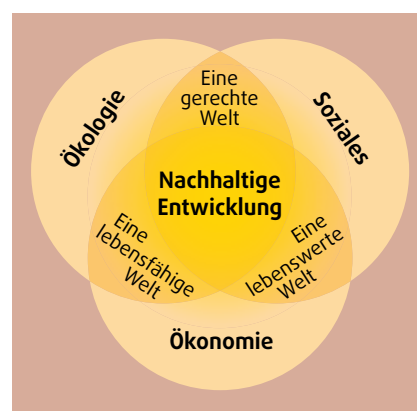 Ökologie
Eine
gerechte
Welt
Soziales
Nachhaltige
Entwicklung
Eine
lebensfähige
Welt
Eine
lebenswerte
Welt
Ökonomie